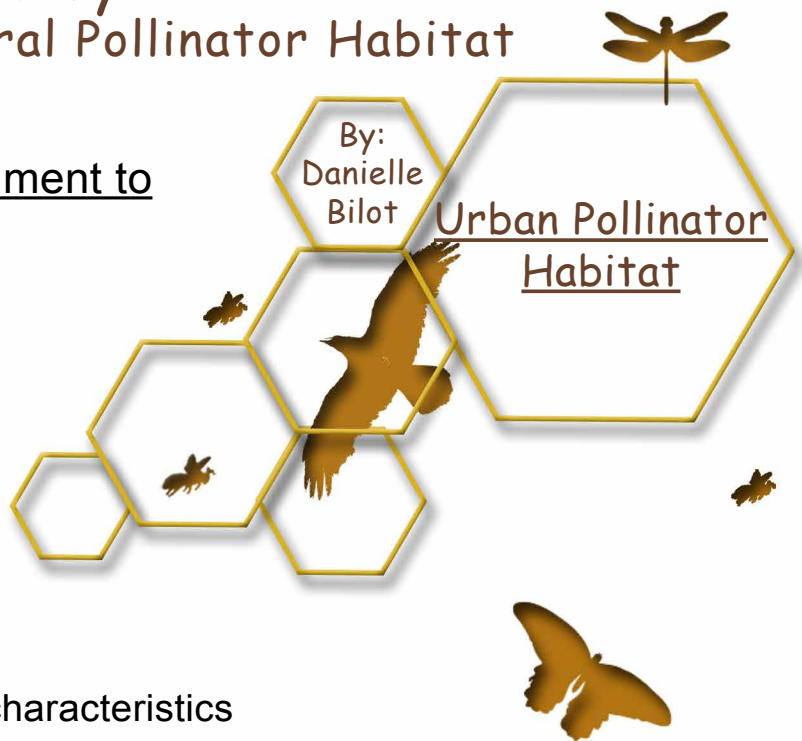 ral Pollinator Habitat
By:
Danielle
Bilot
ment to
Urban Pollinator
Habitat
characteristics